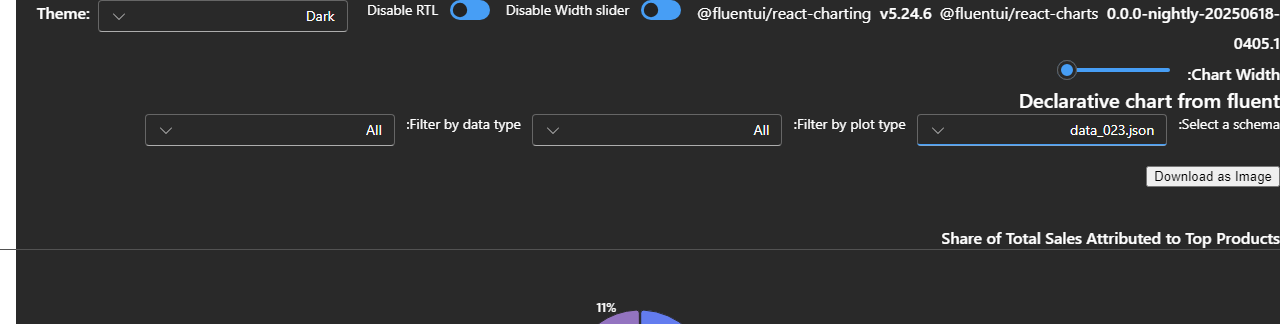 Theme: Dark Disable RTL Disable Width slider @fluentui/react-charting v5.24.6 @fluentui/react-charts 0.0.0-nightly-20250618-
0405.1
:Chart Width
Declarative chart from fluent
All :Filter by data type All :Filter by plot type data_023.json :Select a schema
Download as Image
Share of Total Sales Attributed to Top Products
11%